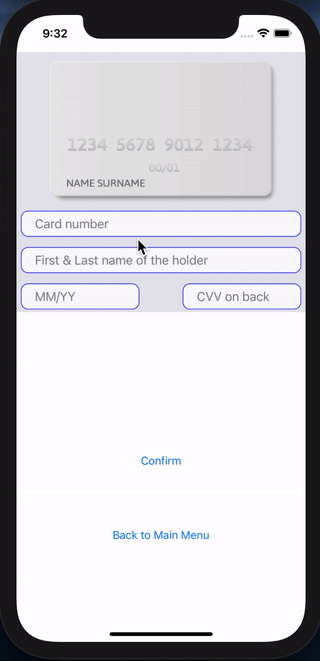 9:32
1234 5678 9012 1234
00/01
NAME SURNAME
Card number
First & Last name of the holder
MM/YY
CVV on back
Confirm
Back to Main Menu